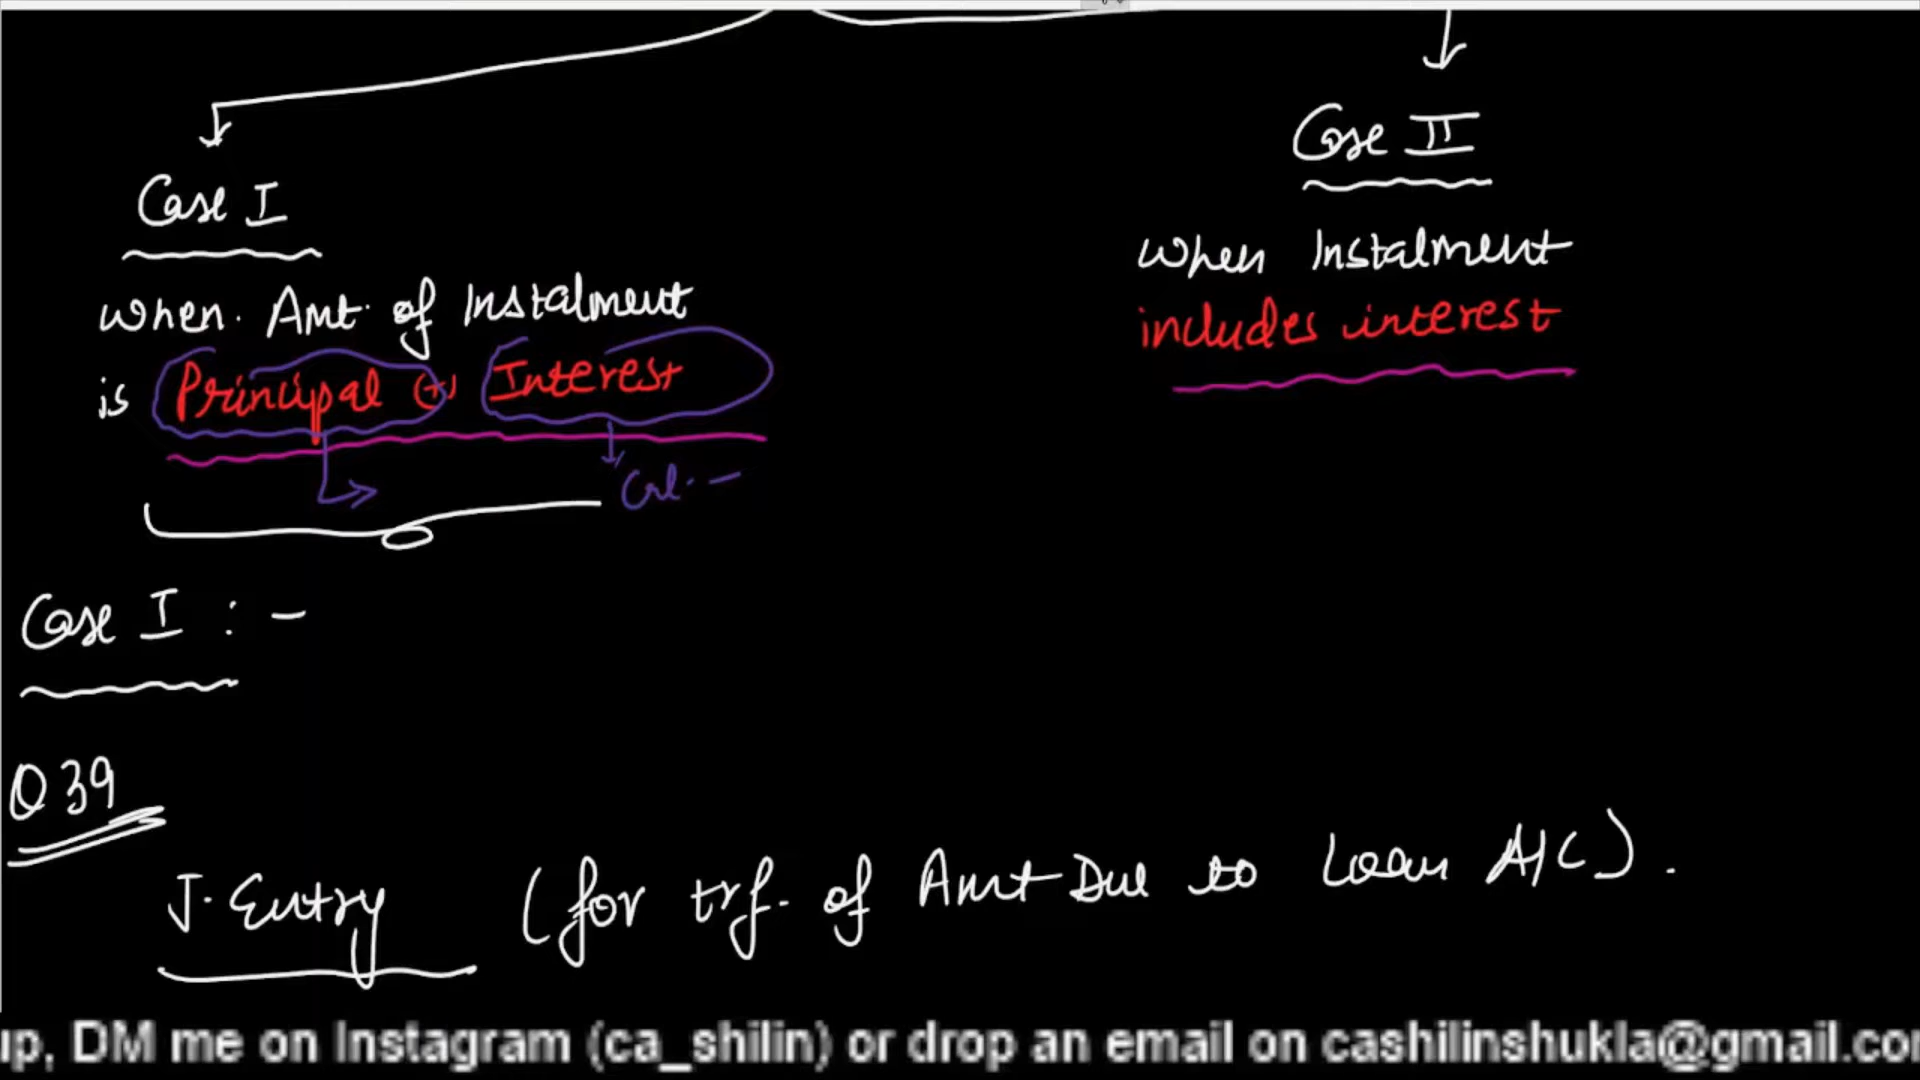 Case I
When. Amt. of Instalment
is Principal (+) Interest
Cal. -
Case II
When Instalment
includes interest
Case I : -
Q 39
J. Entry (for trf. of Amt Due to Loan A/C).
up, DM me on Instagram (ca_shilin) or drop an email on cashilinshukla@gmail.co